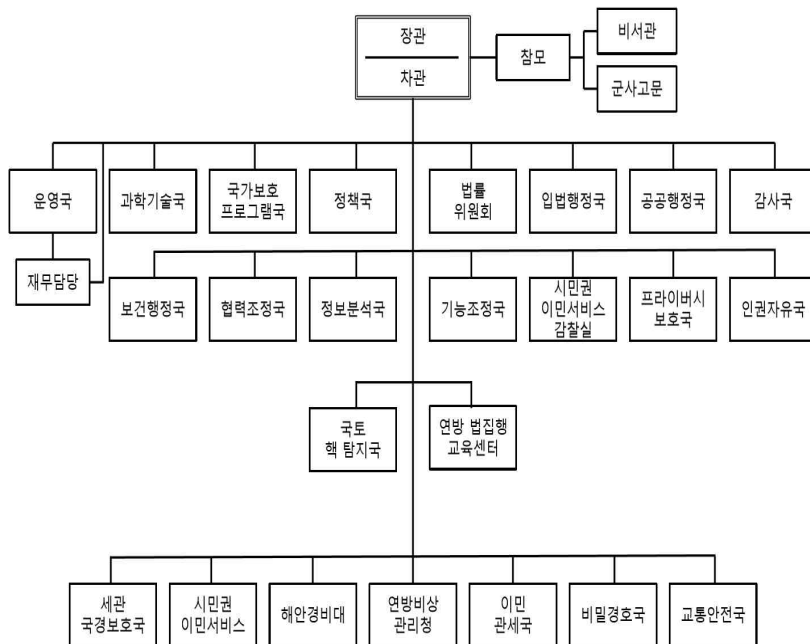 장관
차관
참모
비서관
군사고문
운영국
과학기술국
국가보호
프로그램국
정책국
법률
위원회
입법행정국
공공행정국
감사국
재무담당
보건행정국
협력조정국
정보분석국
기능조정국
시민권
이민서비스
감찰실
프라이버시
보호국
인권자유국
국토
핵 탐지국
연방 법집행
교육센터
세관
국경보호국
시민권
이민서비스
해안경비대
연방비상
관리청
이민
관세국
비밀경호국
교통안전국